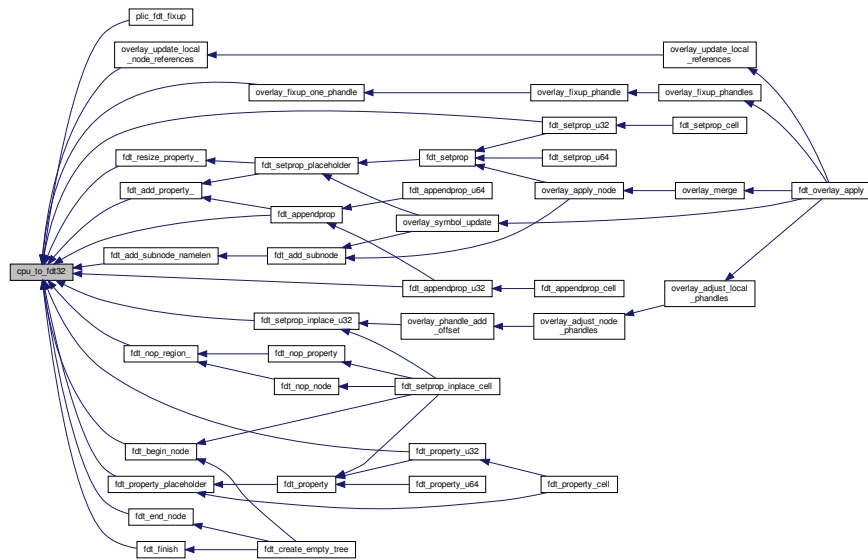 plic_fdt_fixup
overlay_update_local
_node_references
overlay_update_local
_references
overlay_fixup_one_phandle
overlay_fixup_phandle
overlay_fixup_phandles
fdt_setprop_u32
fdt_setprop_cell
fdt_resize_property_
fdt_setprop_placeholder
fdt_setprop
fdt_setprop_u64
fdt_add_property_
fdt_appendprop_u64
overlay_apply_node
overlay_merge
fdt_overlay_apply
fdt_appendprop
overlay_symbol_update
fdt_add_subnode_namelen
fdt_add_subnode
cpu_to_fdt32
fdt_appendprop_u32
fdt_appendprop_cell
overlay_adjust_local
_phandles
fdt_setprop_inplace_u32
overlay_phandle_add
_offset
overlay_adjust_node
_phandles
fdt_nop_region_
fdt_nop_property
fdt_nop_node
fdt_setprop_inplace_cell
fdt_begin_node
fdt_property_u32
fdt_property_placeholder
fdt_property
fdt_property_u64
fdt_property_cell
fdt_end_node
fdt_finish
fdt_create_empty_tree